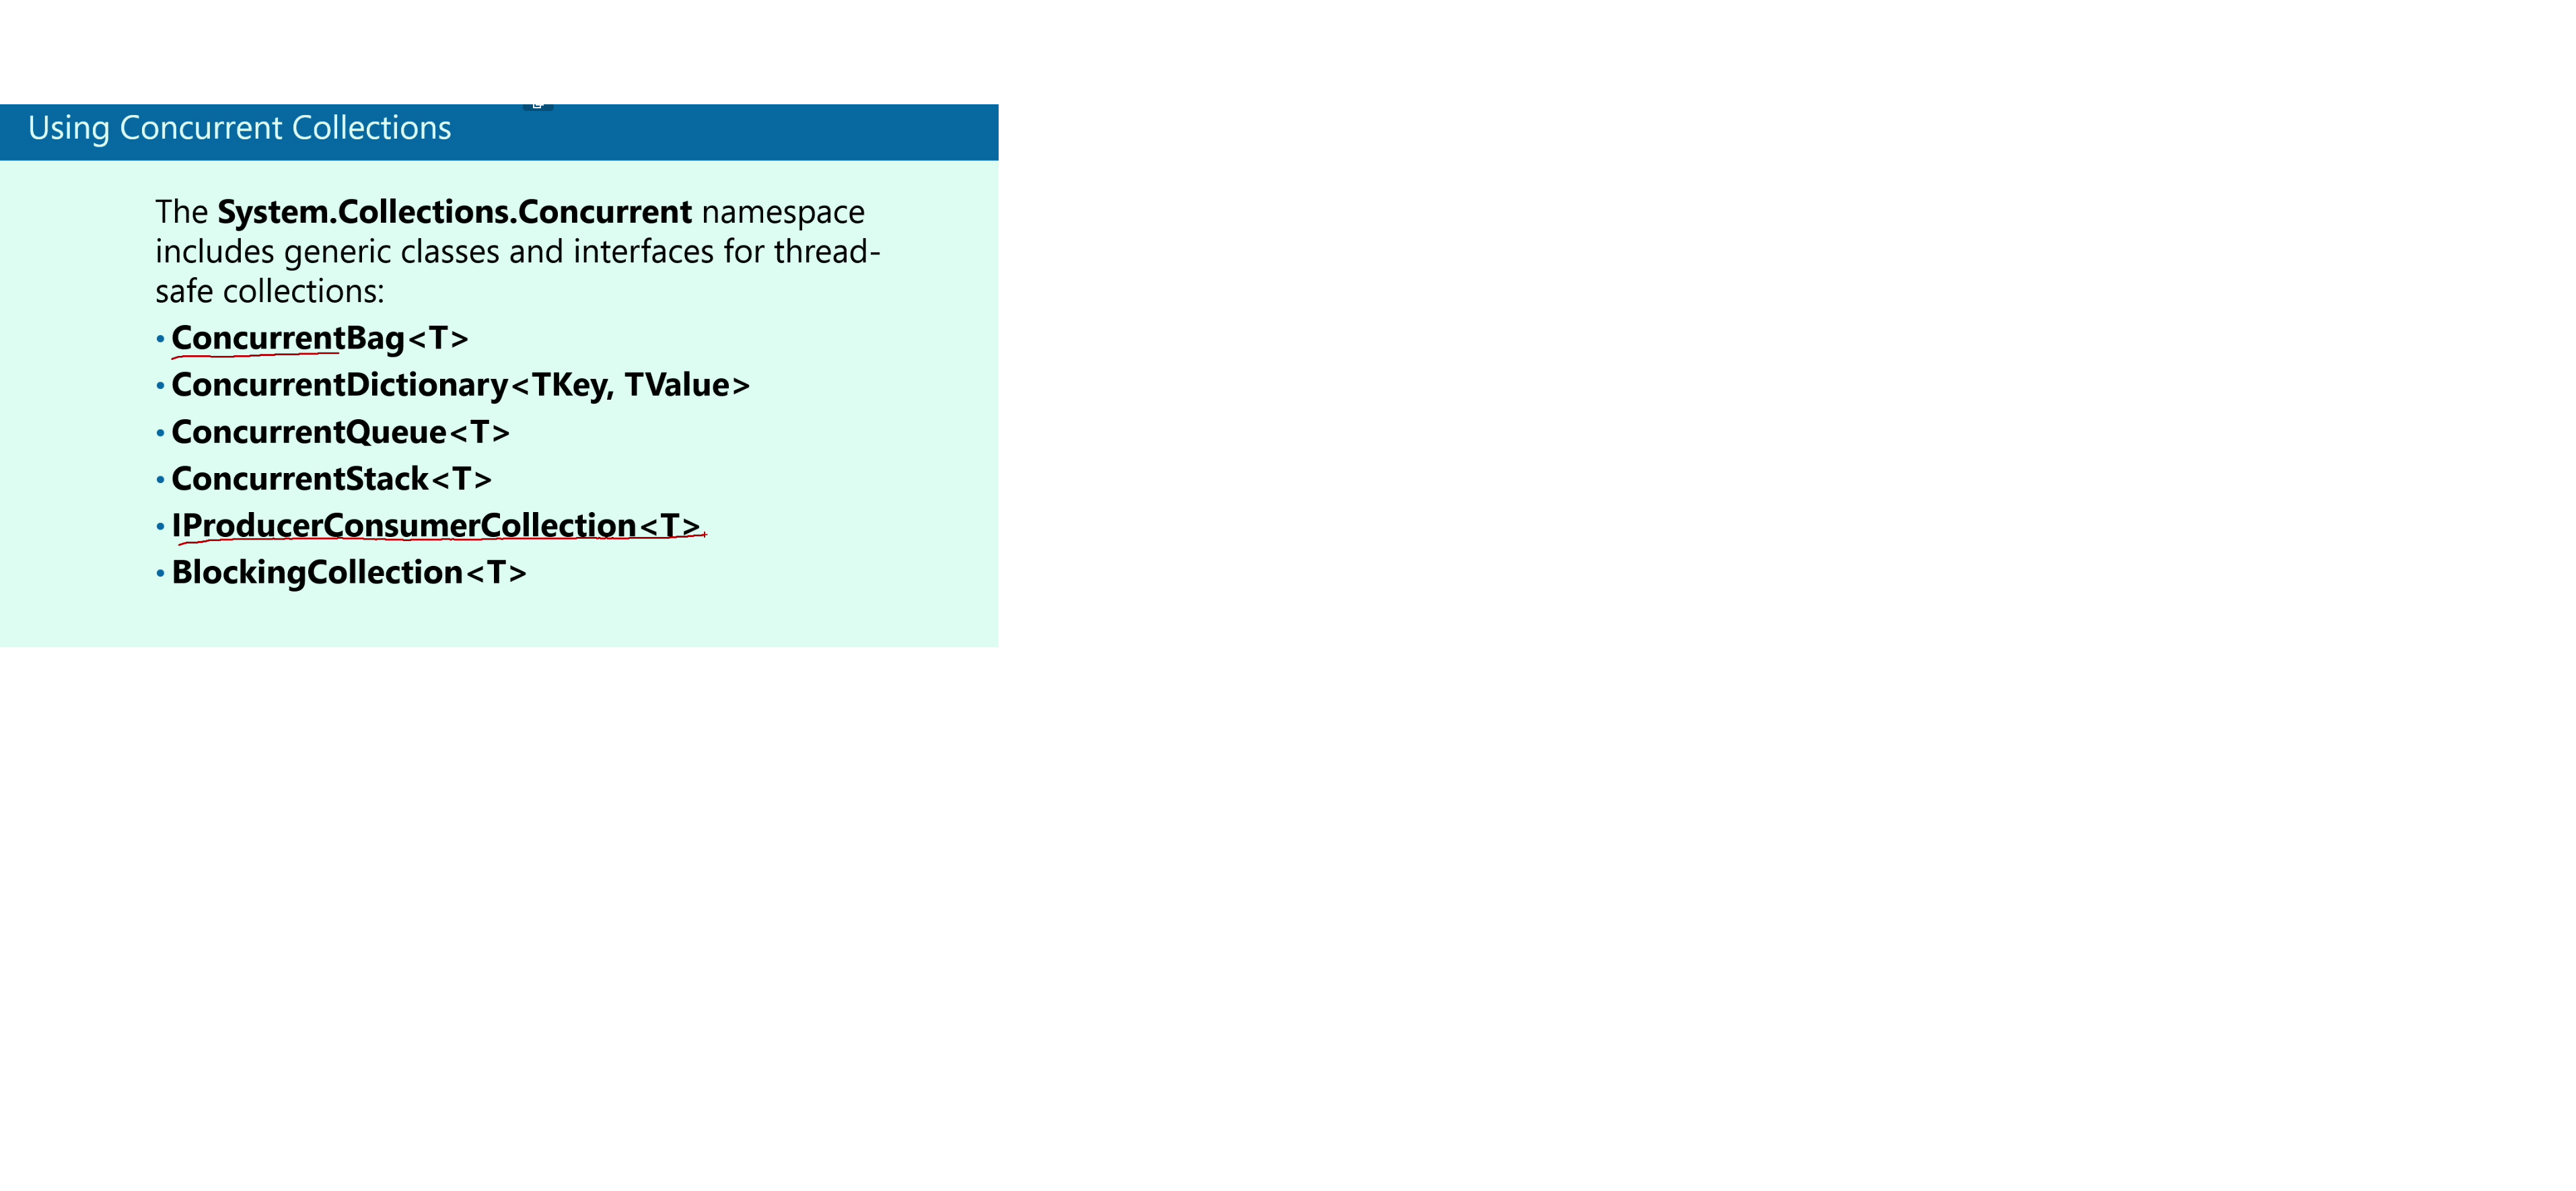 Using Concurrent Collections
The System.Collections.Concurrent namespace
includes generic classes and interfaces for thread-
safe collections:
• ConcurrentBag<T>
• ConcurrentDictionary<TKey, TValue>
• ConcurrentQueue<T>
• ConcurrentStack<T>
• IProducerConsumerCollection<T>
• BlockingCollection<T>